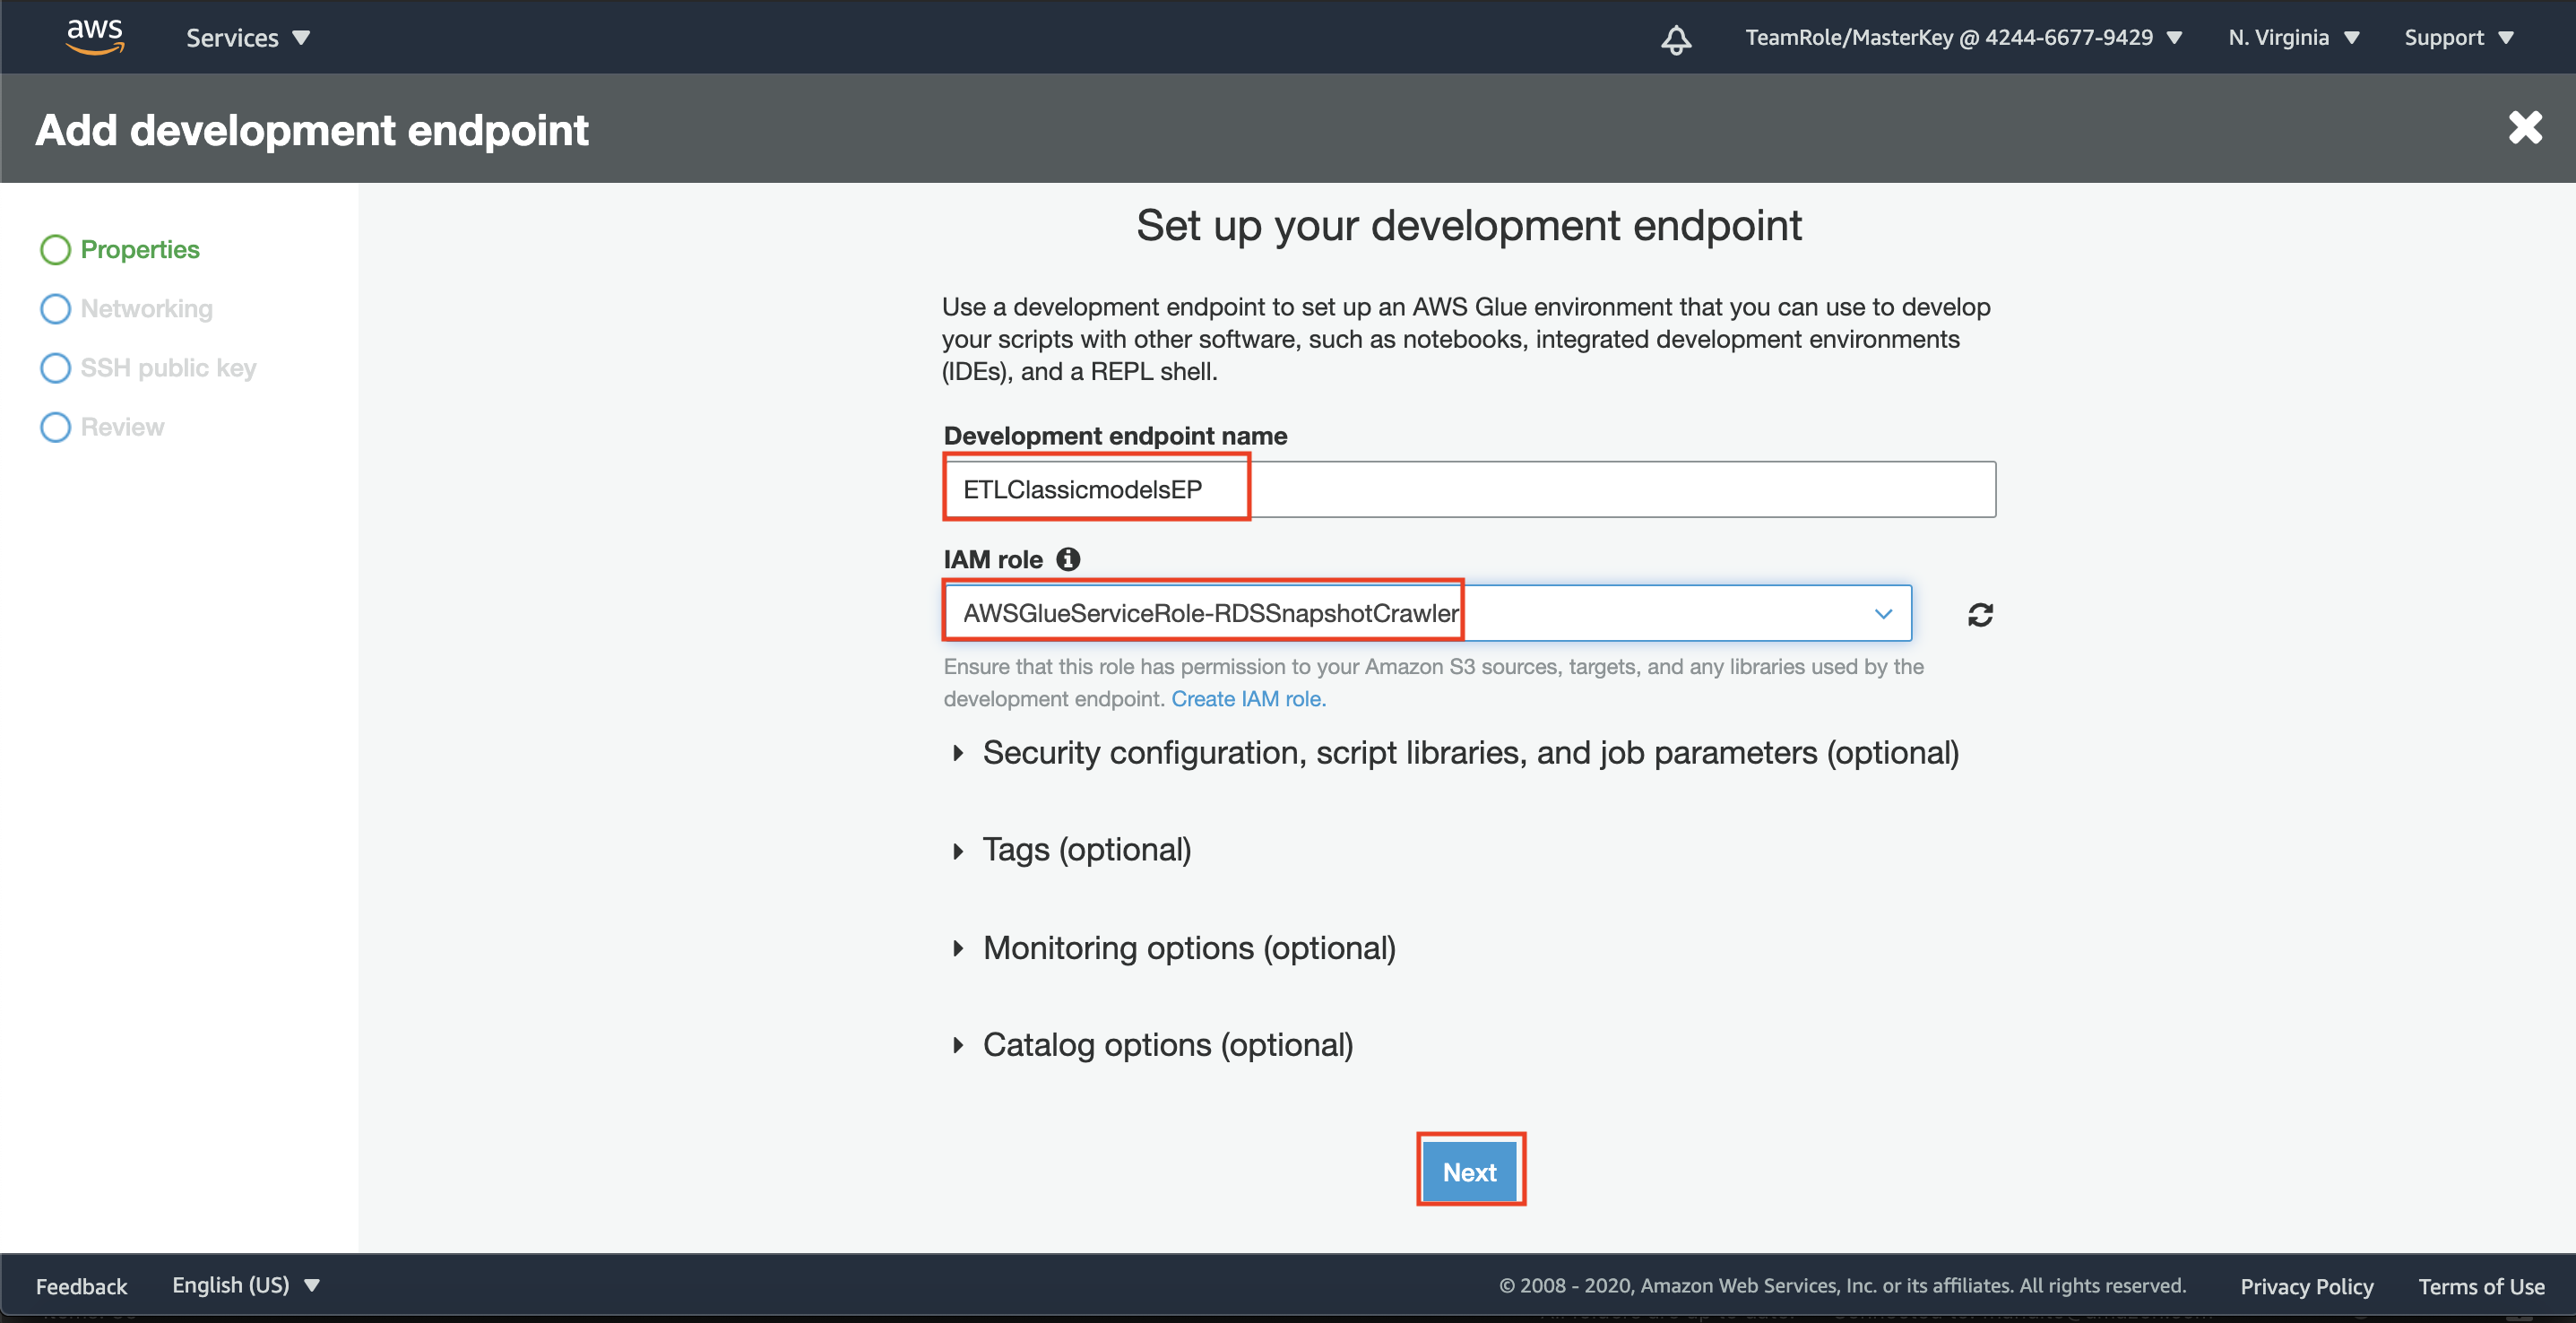 aws
Services
TeamRole/MasterKey @ 4244-6677-9429
N. Virginia
Support
Add development endpoint
Properties
Networking
SSH public key
Review
Set up your development endpoint
Use a development endpoint to set up an AWS Glue environment that you can use to develop
your scripts with other software, such as notebooks, integrated development environments
(IDEs), and a REPL shell.
Development endpoint name
ETLClassicmodelsEP
IAM role
AWSGlueServiceRole-RDSSnapshotCrawler
Ensure that this role has permission to your Amazon S3 sources, targets, and any libraries used by the
development endpoint. Create IAM role.
Security configuration, script libraries, and job parameters (optional)
Tags (optional)
Monitoring options (optional)
Catalog options (optional)
Next
Feedback
English (US)
© 2008 - 2020, Amazon Web Services, Inc. or its affiliates. All rights reserved.
Privacy Policy
Terms of Use